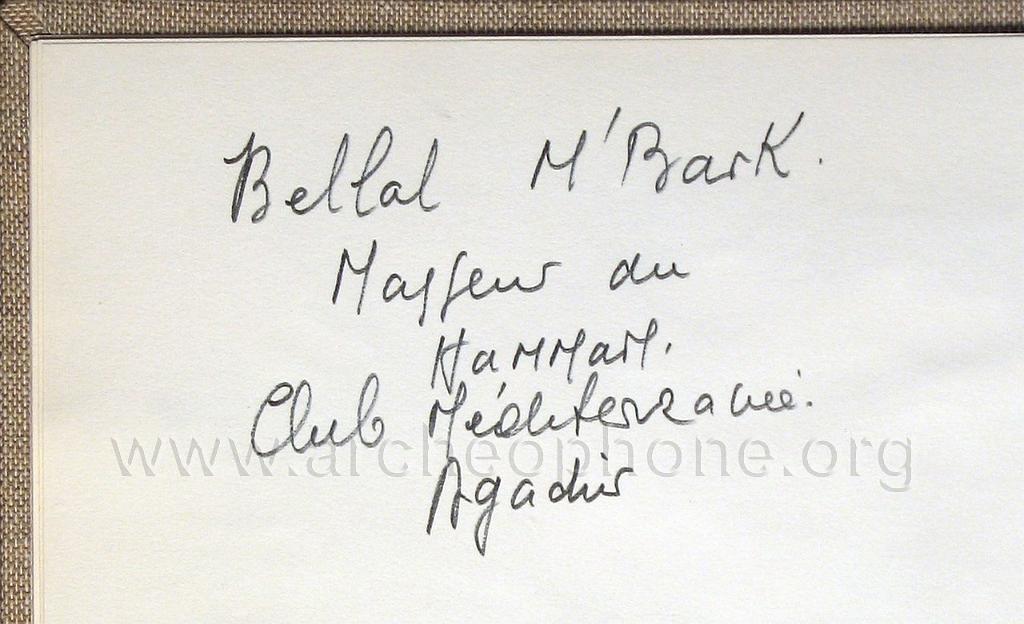 Bellal M'Bark.
Masseur du
Hammam.
Club Méditerranée.
www.archeophone.org
Agadir